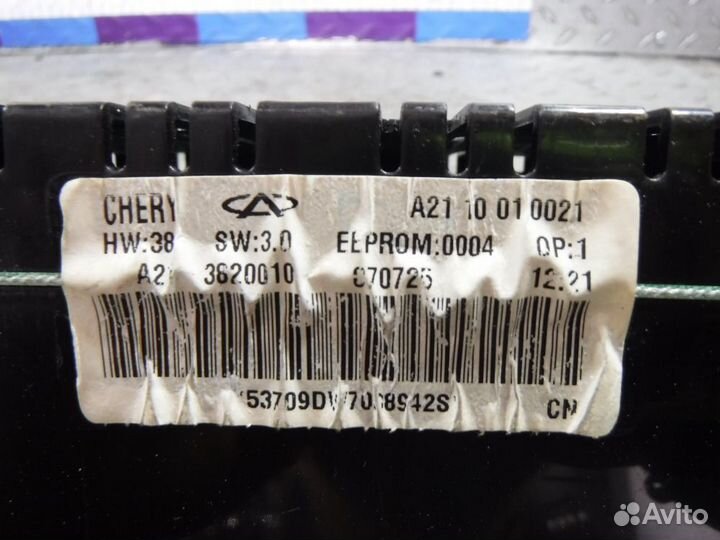 CHERY A21 10 01 0021
HW:38 SW:3.0 EEPROM:0004 OP:1
3820010 070725 12:21
CN
Avito